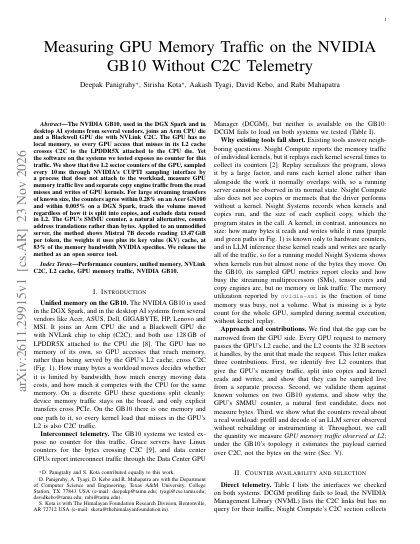 1
Measuring GPU Memory Traffic on the NVIDIA
GB10 Without C2C Telemetry
Deepak Panigrahy*, Sirisha Kota*, Aakash Tyagi, David Kebo, and Rabi Mahapatra
arXiv:2611.29915v1 [cs.AR] 23 Nov 2026
Abstract—The NVIDIA GB10, used in the DGX Spark and in
desktop AI systems from several vendors, joins an Arm CPU die
and a Blackwell GPU die with NVLink C2C. The GPU has no
local memory, so every GPU access that misses in its L2 cache
crosses C2C to the LPDDR5X attached to the CPU die. Yet
the software on the systems we tested exposes no counter for this
traffic. We show that five L2 sector counters of the GPU, sampled
every 10 ms through NVIDIA's CUPTI sampling interface by
a process that does not attach to the workload, measure GPU
memory traffic live and separate copy engine traffic from the read
misses and writes of GPU kernels. For large streaming transfers
of known size, the counters agree within 0.28% on an Acer GN100
and within 0.005% on a DGX Spark, track the volume moved
regardless of how it is split into copies, and exclude data reused
in L2. The GPU's SMMU counter, a natural alternative, counts
address translations rather than bytes. Applied to an unmodified
server, the method shows Mistral 7B decode reading 13.47 GB
per token, the weights it uses plus its key value (KV) cache, at
83% of the memory bandwidth NVIDIA specifies. We release the
method as an open source tool.
Index Terms—Performance counters, unified memory, NVLink
C2C, L2 cache, GPU memory traffic, NVIDIA GB10.
I. INTRODUCTION
Unified memory on the GB10. The NVIDIA GB10 is used
in the DGX Spark, and in the desktop AI systems from several
vendors like Acer, ASUS, Dell, GIGABYTE, HP, Lenovo and
MSI. It joins an Arm CPU die and a Blackwell GPU die
with NVLink chip to chip (C2C), and both use one 128 GB of
LPDDR5X attached to the CPU die [8]. The GPU has no
memory of its own, so GPU accesses that reach memory,
rather than being served by the GPU's L2 cache, cross C2C
(Fig. 1). How many bytes a workload moves decides whether
it is limited by bandwidth, how much energy moving data
costs, and how much it competes with the CPU for the same
memory. On a discrete GPU these questions split cleanly:
device memory traffic stays on the board, and only explicit
transfers cross PCIe. On the GB10 there is one memory and
one path to it, so every kernel load that misses in the GPU's
L2 is also C2C traffic.
Interconnect telemetry. The GB10 systems we tested ex-
pose no counter for this traffic. Grace servers have Linux
counters for the bytes crossing C2C [9], and data center
GPUs report interconnect traffic through the Data Center GPU
* D. Panigrahy and S. Kota contributed equally to this work.
D. Panigrahy, A. Tyagi, D. Kebo and R. Mahapatra are with the Department
of Computer Science and Engineering, Texas A&M University, College
Station, TX 77843 USA (e-mail: deepakp@tamu.edu; tyagi@cse.tamu.edu;
davidkebo@tamu.edu; rabi@tamu.edu).
S. Kota is with The Himalayan Foundation Research Division, Bentonville,
AR 72712 USA (e-mail: skota@thehimalayanfoundation.org).
Manager (DCGM), but neither is available on the GB10:
DCGM fails to load on both systems we tested (Table I).
Why existing tools fall short. Existing tools answer neigh-
boring questions. Nsight Compute reports the memory traffic
of individual kernels, but it replays each kernel several times to
collect its counters [2]. Replay serializes the program, slows
it by a large factor, and runs each kernel alone rather than
alongside the work it normally overlaps with, so a running
server cannot be observed in its normal state. Nsight Compute
also does not see copies or memsets that the driver performs
without a kernel. Nsight Systems records when kernels and
copies run, and the size of each explicit copy, which the
program states in the call. A kernel, in contrast, announces no
size: how many bytes it reads and writes while it runs (purple
and green paths in Fig. 1) is known only to hardware counters,
and in LLM inference these kernel reads and writes are nearly
all of the traffic, so for a running model Nsight Systems shows
when kernels run but almost none of the bytes they move. On
the GB10, its sampled GPU metrics report clock rates and how
busy the streaming multiprocessors (SMs), tensor cores and
copy engines are, but no memory or link traffic. The memory
utilization reported by nvidia-smi is the fraction of time
memory was busy, not a volume. What is missing is a byte
count for the whole GPU, sampled during normal execution,
without kernel replay.
Approach and contributions. We find that the gap can be
narrowed from the GPU side. Every GPU request to memory
passes the GPU's L2 cache, and the L2 counts the 32 B sectors
it handles, by the unit that made the request. This letter makes
three contributions. First, we identify five L2 counters that
give the GPU's memory traffic, split into copies and kernel
reads and writes, and show that they can be sampled live
from a separate process. Second, we validate them against
known volumes on two GB10 systems, and show why the
GPU's SMMU counter, a natural first candidate, does not
measure bytes. Third, we show what the counters reveal about
a real workload: prefill and decode of an LLM server observed
without rebuilding or instrumenting it. Throughout, we call
the quantity we measure GPU memory traffic observed at L2:
under the GB10's topology it estimates the payload carried
over C2C, not the bytes on the wire (Sec. V).
II. COUNTER AVAILABILITY AND SELECTION
Direct telemetry. Table I lists the interfaces we checked
on both systems. DCGM profiling fails to load, the NVIDIA
Management Library (NVML) lists the C2C links but has no
query for their traffic, Nsight Compute's C2C section collects